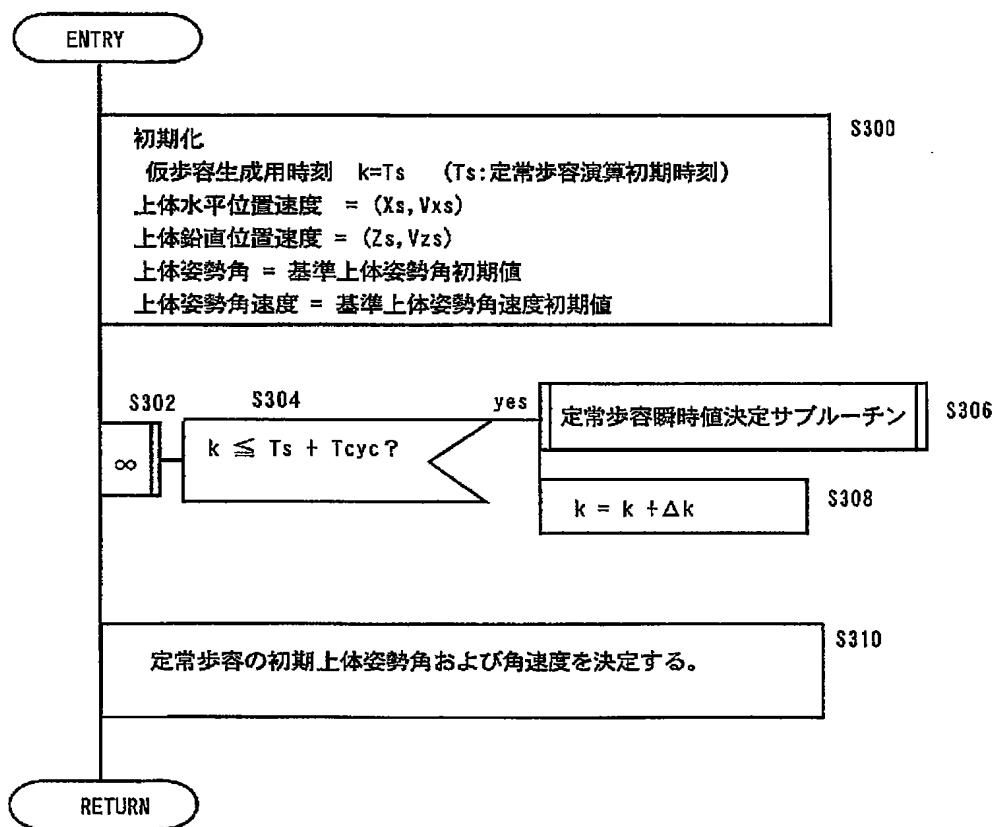 ENTRY
S300
初期化
仮歩容生成用時刻 k=Ts (Ts:定常歩容演算初期時刻)
上体水平位置速度 = (Xs,Vxs)
上体鉛直位置速度 = (Zs,Vzs)
上体姿勢角 = 基準上体姿勢角初期値
上体姿勢角速度 = 基準上体姿勢角速度初期値
S302
∞
S304
k ≦ Ts + Tcyc?
yes
定常歩容瞬時値決定サブルーチン
S306
k = k +Δk
S308
S310
定常歩容の初期上体姿勢角および角速度を決定する。
RETURN